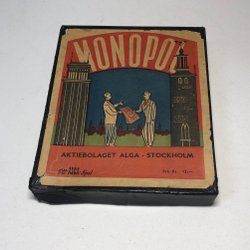 MONOPOL
AKTIEBOLAGET ALGA - STOCKHOLM